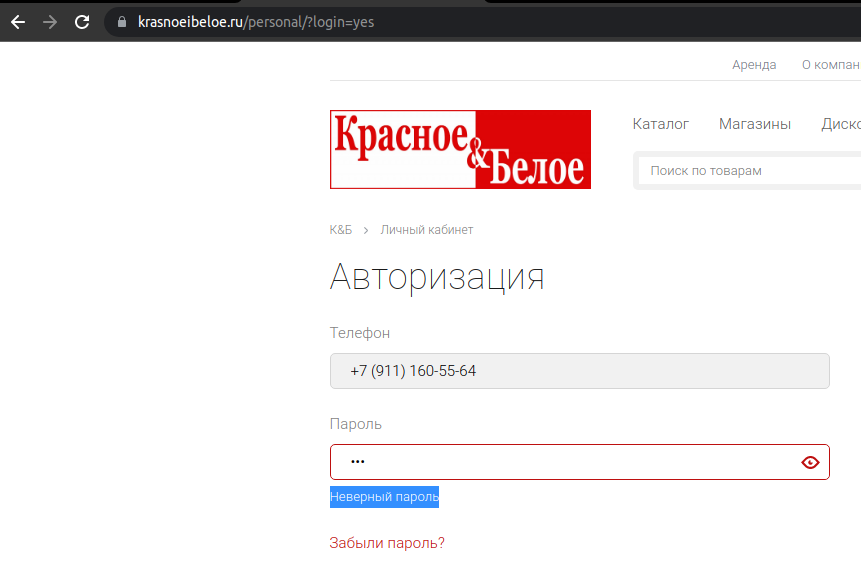 krasnoeibeloe.ru/personal/?login=yes
Аренда О компан
Красное
&Белое
Каталог Магазины Диско
Поиск по товарам
К&Б > Личный кабинет
Авторизация
Телефон
+7 (911) 160-55-64
Пароль
•••
Неверный пароль
Забыли пароль?